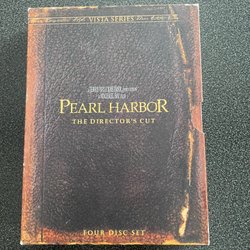 VISTA SERIES
PEARL HARBOR
THE DIRECTOR'S CUT
FOUR DISC SET